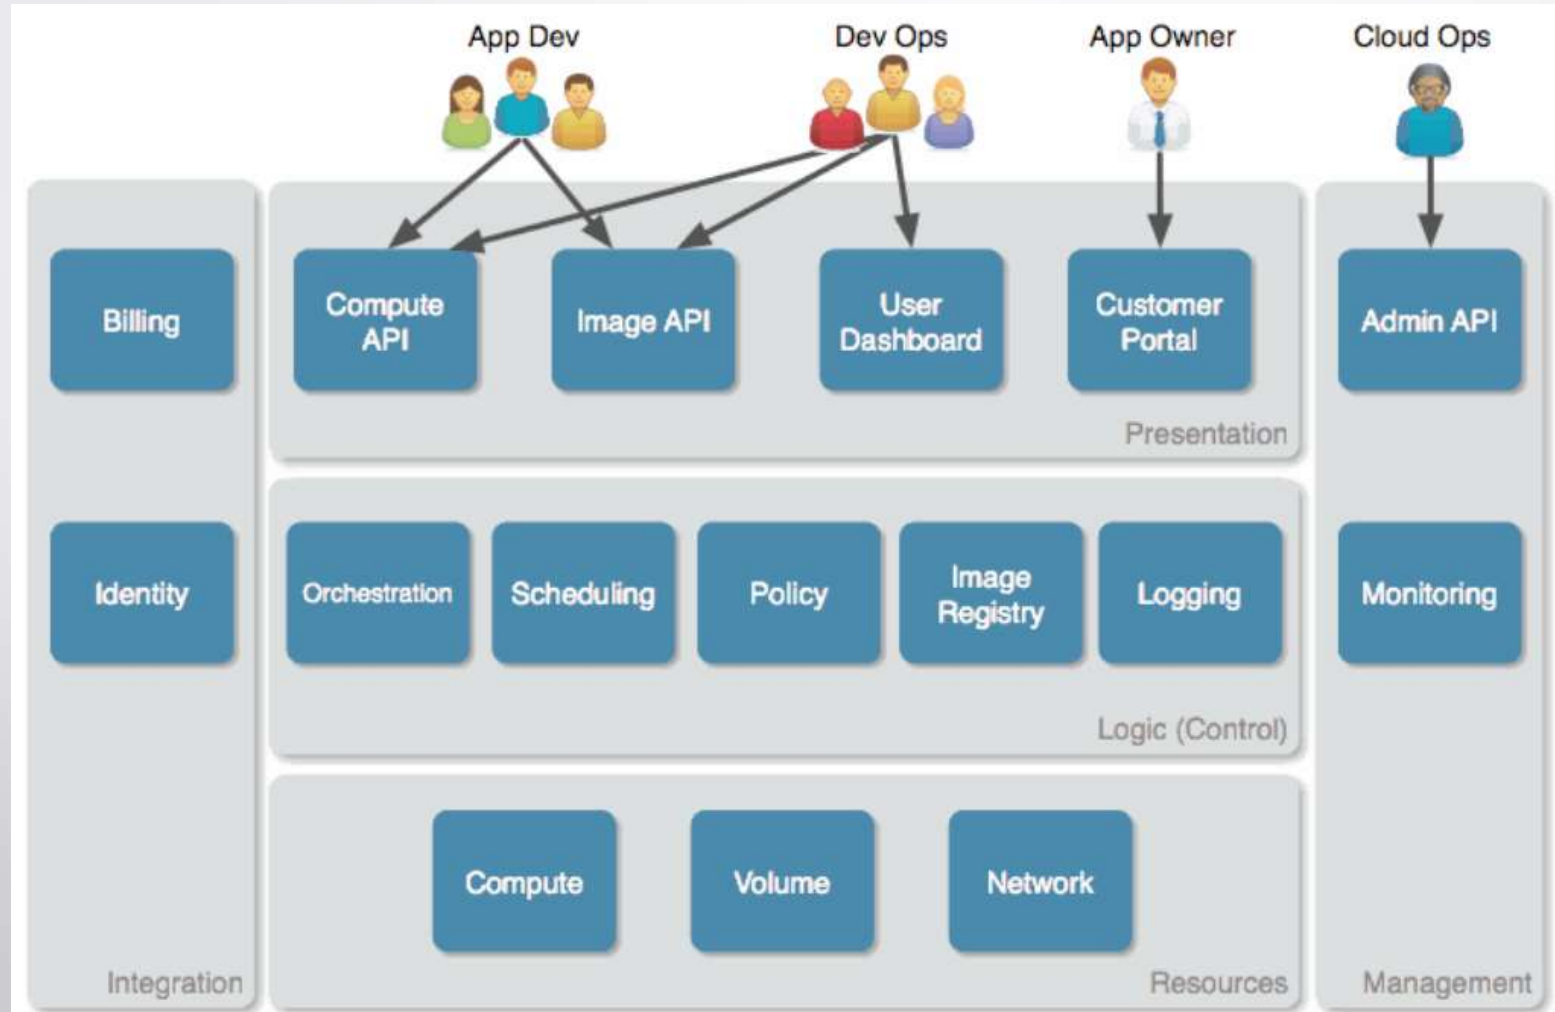 App Dev
Dev Ops
App Owner
Cloud Ops
Billing
Compute
API
Image API
User
Dashboard
Customer
Portal
Admin API
Presentation
Identity
Orchestration
Scheduling
Policy
Image
Registry
Logging
Monitoring
Logic (Control)
Compute
Volume
Network
Integration
Resources
Management